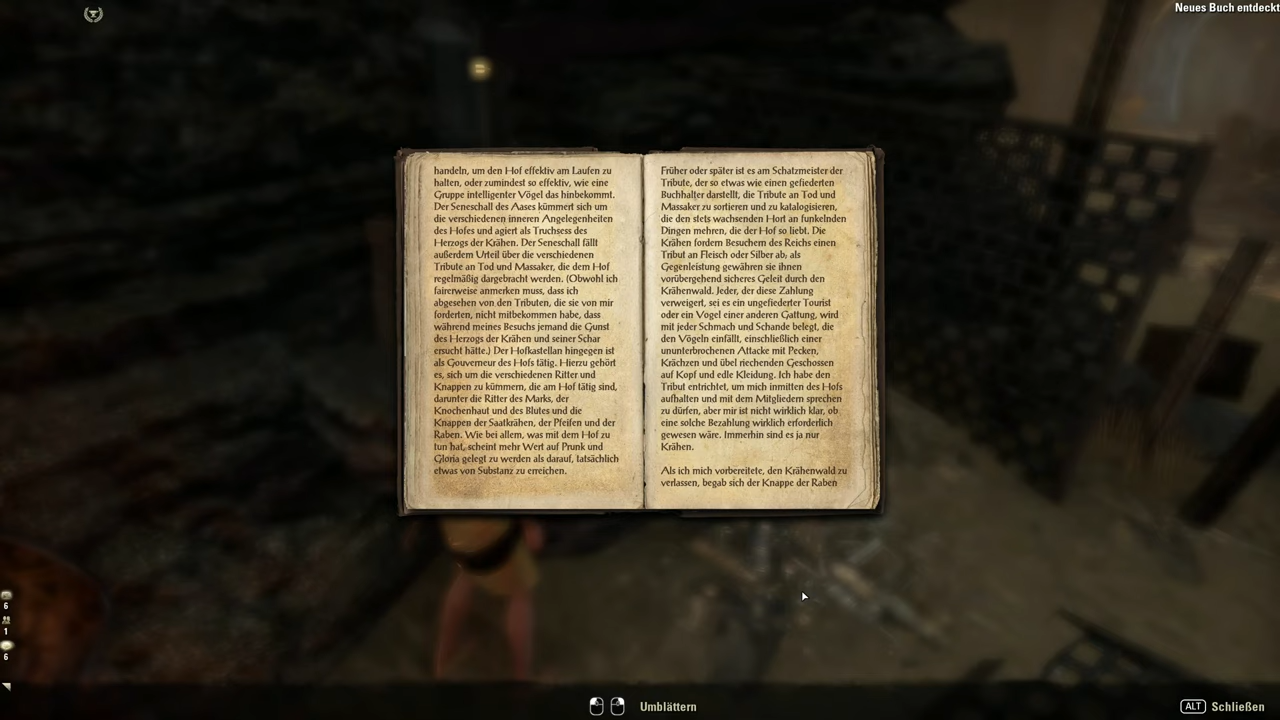 Neues Buch entdeckt
handeln, um den Hof effektiv am Laufen zu
halten, oder zumindest so effektiv, wie eine
Gruppe intelligenter Vögel das hinbekommt.
Der Seneschall des Aases kümmert sich um
die verschiedenen inneren Angelegenheiten
des Hofes und agiert als Truchsess des
Herzogs der Krähen. Der Seneschall fällt
außerdem Urteil über die verschiedenen
Tribute an Tod und Massaker, die dem Hof
regelmäßig dargebracht werden. (Obwohl ich
fairerweise anmerken muss, dass ich
abgesehen von den Tributen, die sie von mir
forderten, nicht mitbekommen habe, dass
während meines Besuchs jemand die Gunst
des Herzogs der Krähen und seiner Schar
ersucht hätte.) Der Hofkastellan hingegen ist
als Gouverneur des Hofs tätig. Hierzu gehört
es, sich um die verschiedenen Ritter und
Knappen zu kümmern, die am Hof tätig sind,
darunter die Ritter des Marks, der
Knochenhaut und des Blutes und die
Knappen der Saatkrähen, der Pfeifen und der
Raben. Wie bei allem, was mit dem Hof zu
tun hat, scheint mehr Wert auf Prunk und
Gloria gelegt zu werden als darauf, tatsächlich
etwas von Substanz zu erreichen.
Früher oder später ist es am Schatzmeister der
Tribute, der so etwas wie einen gefiederten
Buchhalter darstellt, die Tribute an Tod und
Massaker zu sortieren und zu katalogisieren,
die den stets wachsenden Hort an funkelnden
Dingen mehren, die der Hof so liebt. Die
Krähen fordern Besuchern des Reichs einen
Tribut an Fleisch oder Silber ab; als
Gegenleistung gewähren sie ihnen
vorübergehend sicheres Geleit durch den
Krähenwald. Jeder, der diese Zahlung
verweigert, sei es ein ungefiederter Tourist
oder ein Vogel einer anderen Gattung, wird
mit jeder Schmach und Schande belegt, die
den Vögeln einfällt, einschließlich einer
ununterbrochenen Attacke mit Pecken,
Krächzen und übel riechenden Geschossen
auf Kopf und edle Kleidung. Ich habe den
Tribut entrichtet, um mich inmitten des Hofs
aufhalten und mit dem Mitgliedern sprechen
zu dürfen, aber mir ist nicht wirklich klar, ob
eine solche Bezahlung wirklich erforderlich
gewesen wäre. Immerhin sind es ja nur
Krähen.
Als ich mich vorbereitete, den Krähenwald zu
verlassen, begab sich der Knappe der Raben
6
1
6
Umblättern
ALT Schließen